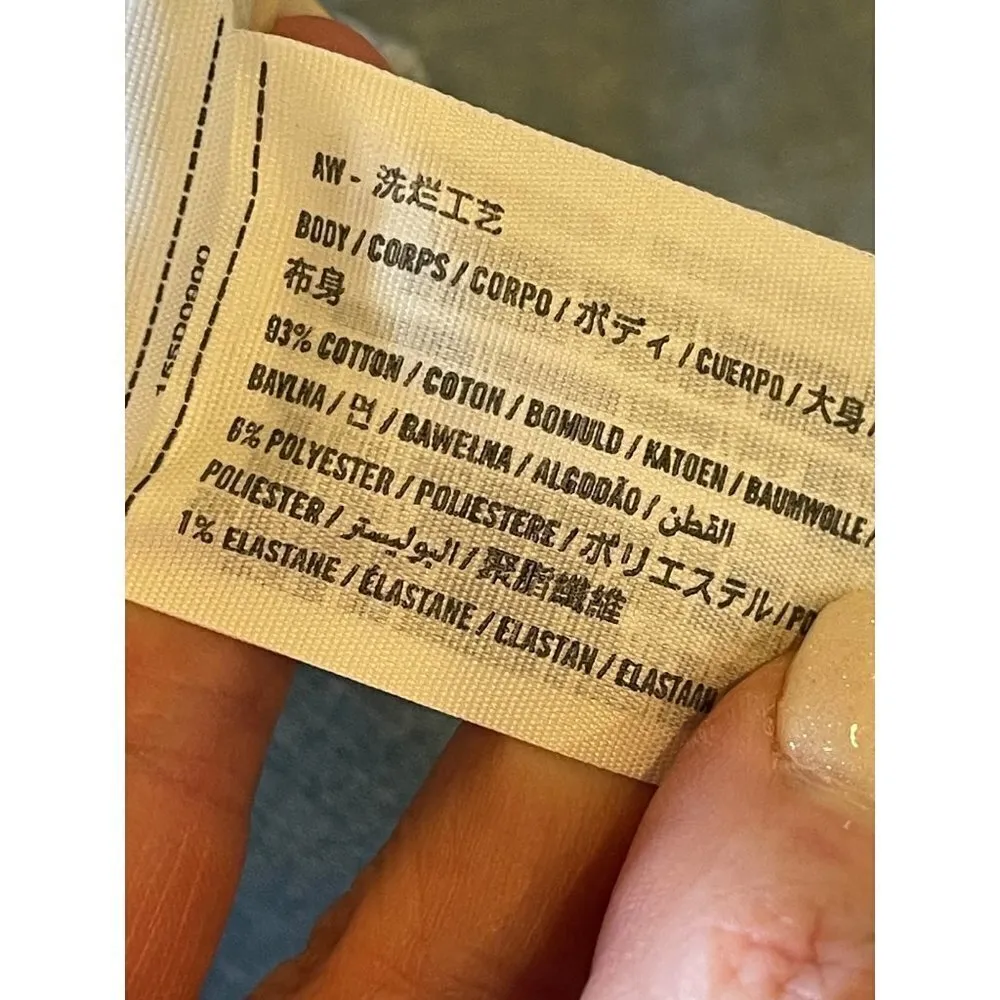 AW - 洗烂工艺
BODY / CORPS / CORPO / ボディ / CUERPO / 大身 /
布身
93% COTTON / COTON / BOMULD / KATOEN / BAUMWOLLE /
BAVLNA / 면 / BAWEŁNA / ALGODÃO / القطن
6% POLYESTER / POLIESTERE / ポリエステル / PO
POLIESTER / البوليستر / 聚脂纖維
1% ELASTANE / ÉLASTANE / ELASTAN / ELASTAAN